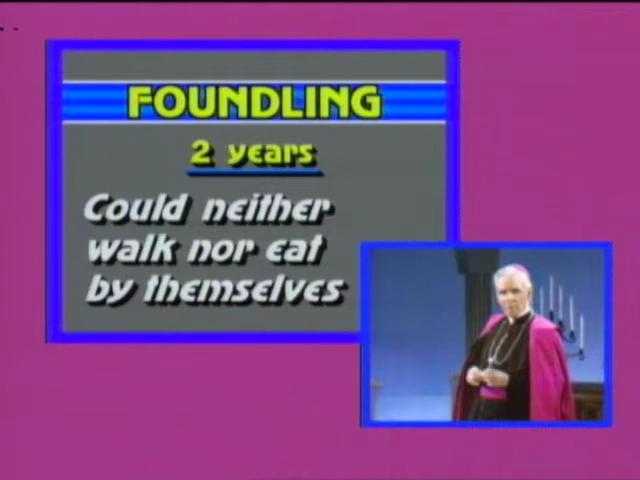 FOUNDLING
2 years
Could neither
walk nor eat
by themselves